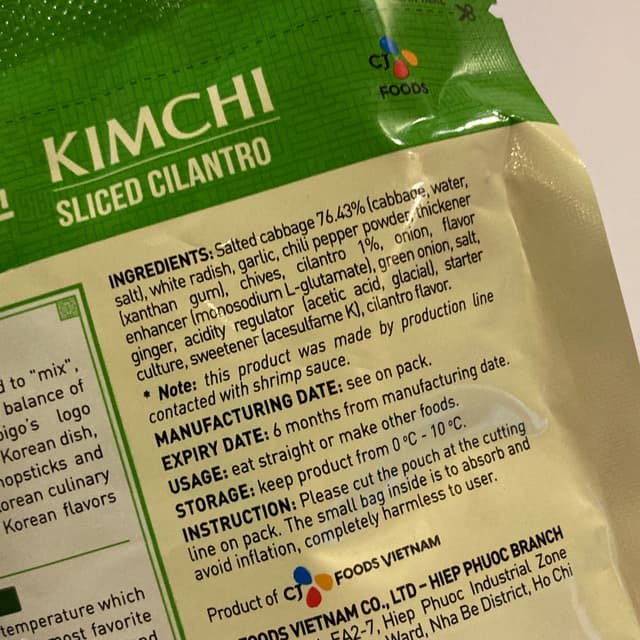 CJ
FOODS
KIMCHI
SLICED CILANTRO
INGREDIENTS: Salted cabbage 76.43% (cabbage, water,
salt), white radish, garlic, chili pepper powder, thickener
(xanthan gum), chives, cilantro 1%, onion, flavor
enhancer (monosodium L-glutamate), green onion, salt,
ginger, acidity regulator (acetic acid, glacial), starter
culture, sweetener (acesulfame K), cilantro flavor.
* Note: this product was made by production line
contacted with shrimp sauce.
MANUFACTURING DATE: see on pack.
EXPIRY DATE: 6 months from manufacturing date.
USAGE: eat straight or make other foods.
STORAGE: keep product from 0 °C - 10 °C.
INSTRUCTION: Please cut the pouch at the cutting
line on pack. The small bag inside is to absorb and
avoid inflation, completely harmless to user.
Product of CJ FOODS VIETNAM
FOODS VIETNAM CO., LTD – HIEP PHUOC BRANCH
EA2-7, Hiep Phuoc Industrial Zone
Ward, Nha Be District, Ho Chi
to "mix",
balance of
logo
Korean dish,
and
culinary
Korean flavors
temperature which
favorite